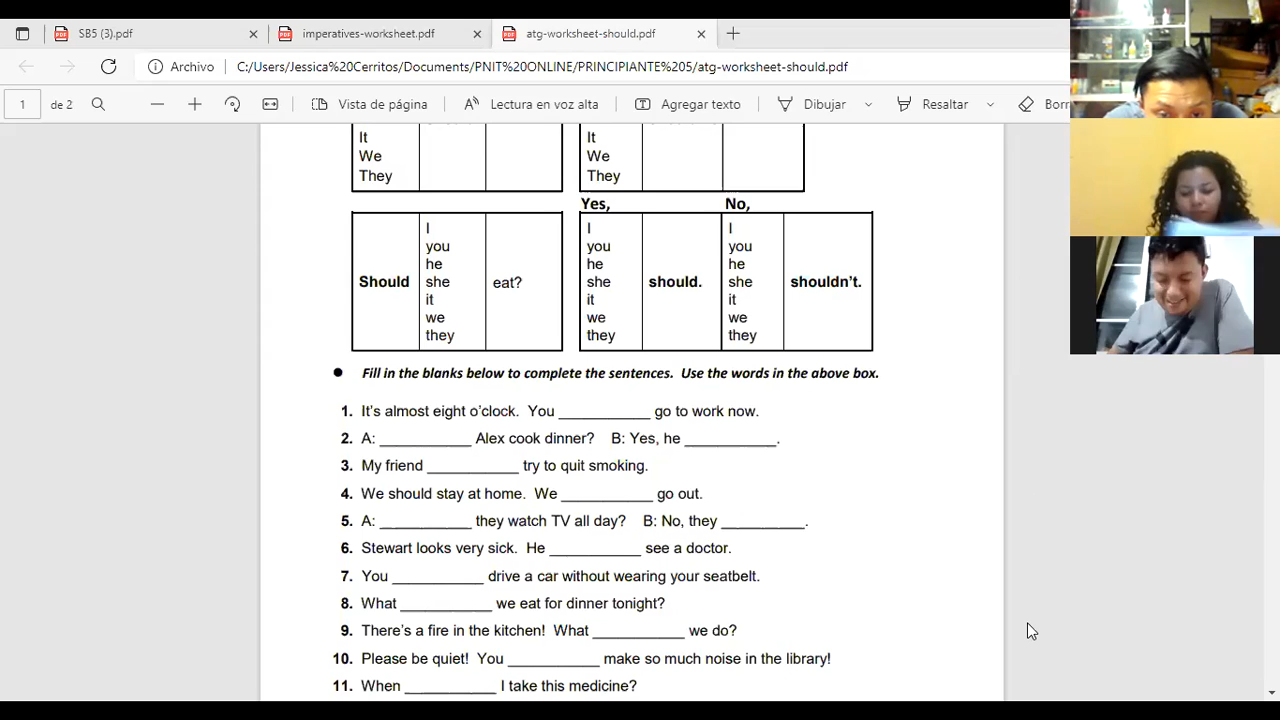 SB5 (3).pdf
imperatives-worksheet.pdf
atg-worksheet-should.pdf
Archivo C:/Users/Jessica%20Cerritos/Documents/PNIT%20ONLINE/PRINCIPIANTE%205/atg-worksheet-should.pdf
1 de 2 Vista de página Lectura en voz alta Agregar texto Dibujar Resaltar
It It
We We
They They
Yes, No,
I I I
you you you
he he he
Should she eat? she should. she shouldn't.
it it it
we we we
they they they
● Fill in the blanks below to complete the sentences. Use the words in the above box.
1. It's almost eight o'clock. You ___________ go to work now.
2. A: ___________ Alex cook dinner? B: Yes, he ___________.
3. My friend ___________ try to quit smoking.
4. We should stay at home. We ___________ go out.
5. A: ___________ they watch TV all day? B: No, they __________.
6. Stewart looks very sick. He ___________ see a doctor.
7. You ___________ drive a car without wearing your seatbelt.
8. What ___________ we eat for dinner tonight?
9. There's a fire in the kitchen! What ___________ we do?
10. Please be quiet! You ___________ make so much noise in the library!
11. When ___________ I take this medicine?